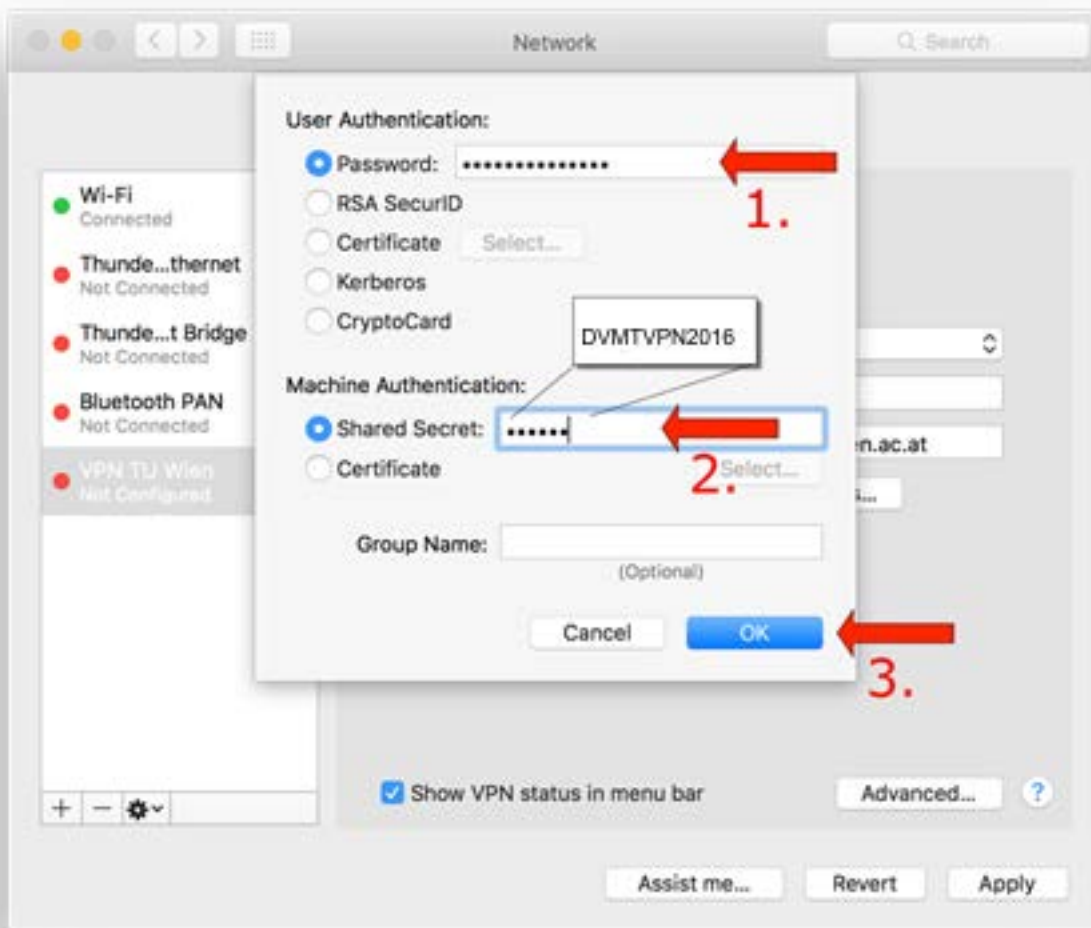 Network
Search
User Authentication:
Password: ••••••••••••••
1.
RSA SecurID
Certificate Select...
Kerberos
CryptoCard
DVMTVPN2016
Machine Authentication:
Shared Secret: ••••••
2.
Certificate Select...
Group Name:
(Optional)
Cancel OK
3.
Wi-Fi
Connected
Thunde...thernet
Not Connected
Thunde...t Bridge
Not Connected
Bluetooth PAN
Not Connected
VPN TU Wien
Not Configured
n.ac.at
s...
Show VPN status in menu bar
Advanced... ?
Assist me... Revert Apply